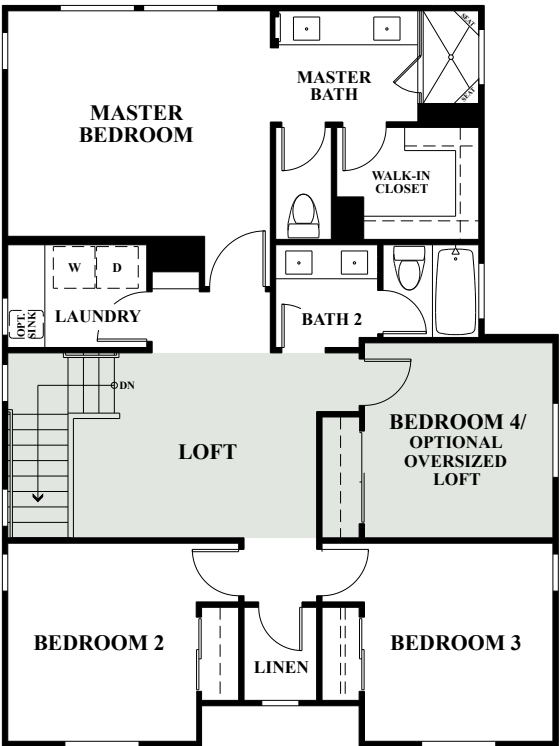 SEAT
MASTER
BATH
MASTER
BEDROOM
SEAT
WALK-IN
CLOSET
W
D
OPT.
SINK
LAUNDRY
BATH 2
DN
BEDROOM 4/
OPTIONAL
OVERSIZED
LOFT
LOFT
BEDROOM 2
LINEN
BEDROOM 3